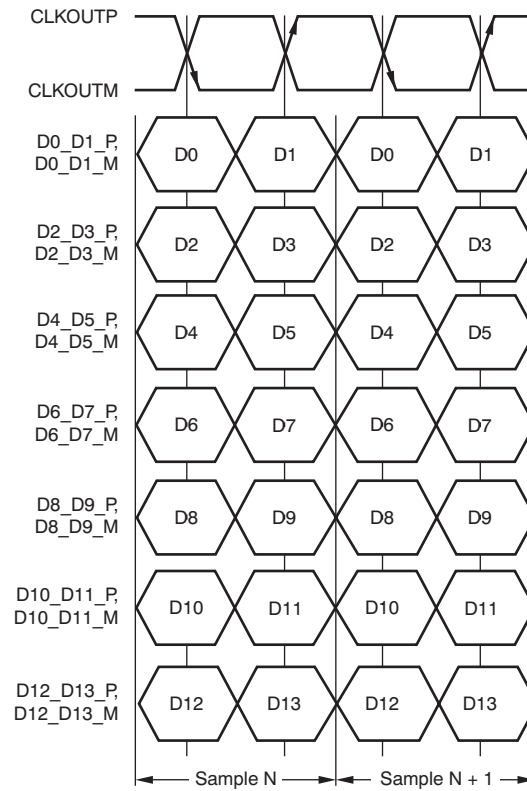 CLKOUTP
CLKOUTM
D0_D1_P,
D0_D1_M
D0 D1 D0 D1
D2_D3_P,
D2_D3_M
D2 D3 D2 D3
D4_D5_P,
D4_D5_M
D4 D5 D4 D5
D6_D7_P,
D6_D7_M
D6 D7 D6 D7
D8_D9_P,
D8_D9_M
D8 D9 D8 D9
D10_D11_P,
D10_D11_M
D10 D11 D10 D11
D12_D13_P,
D12_D13_M
D12 D13 D12 D13
Sample N Sample N + 1